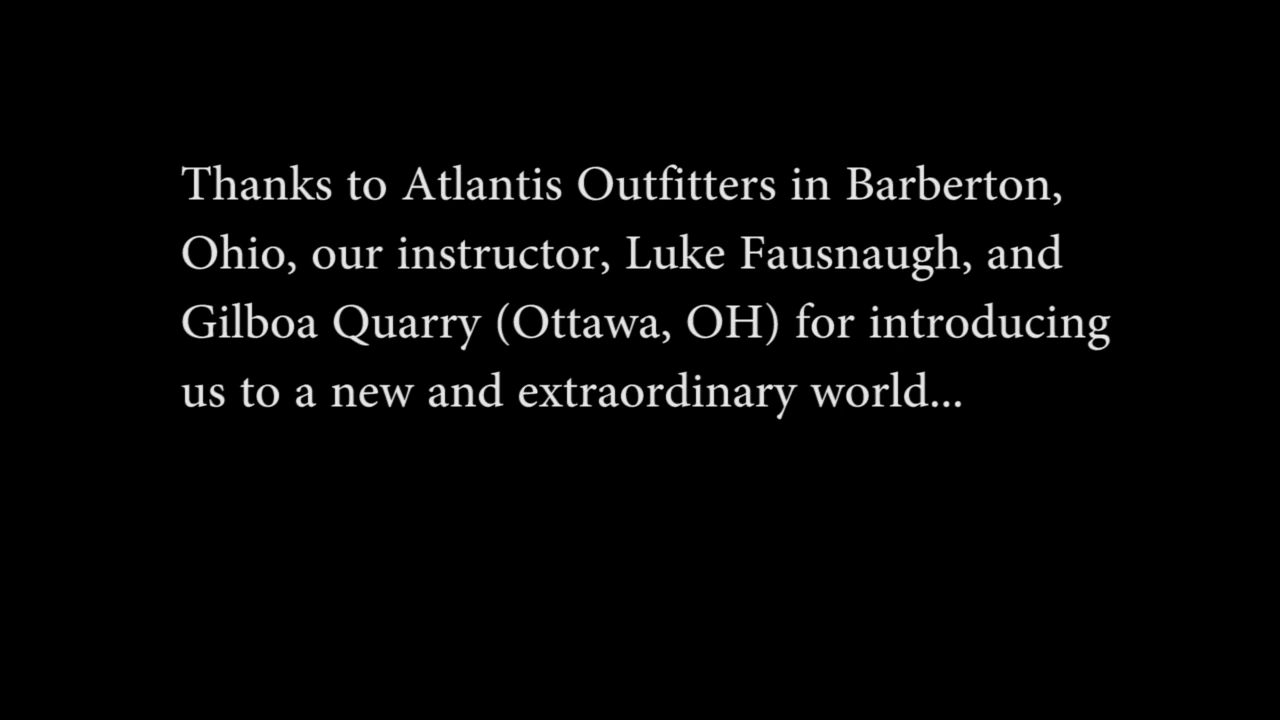 Thanks to Atlantis Outfitters in Barberton,
Ohio, our instructor, Luke Fausnaugh, and
Gilboa Quarry (Ottawa, OH) for introducing
us to a new and extraordinary world...